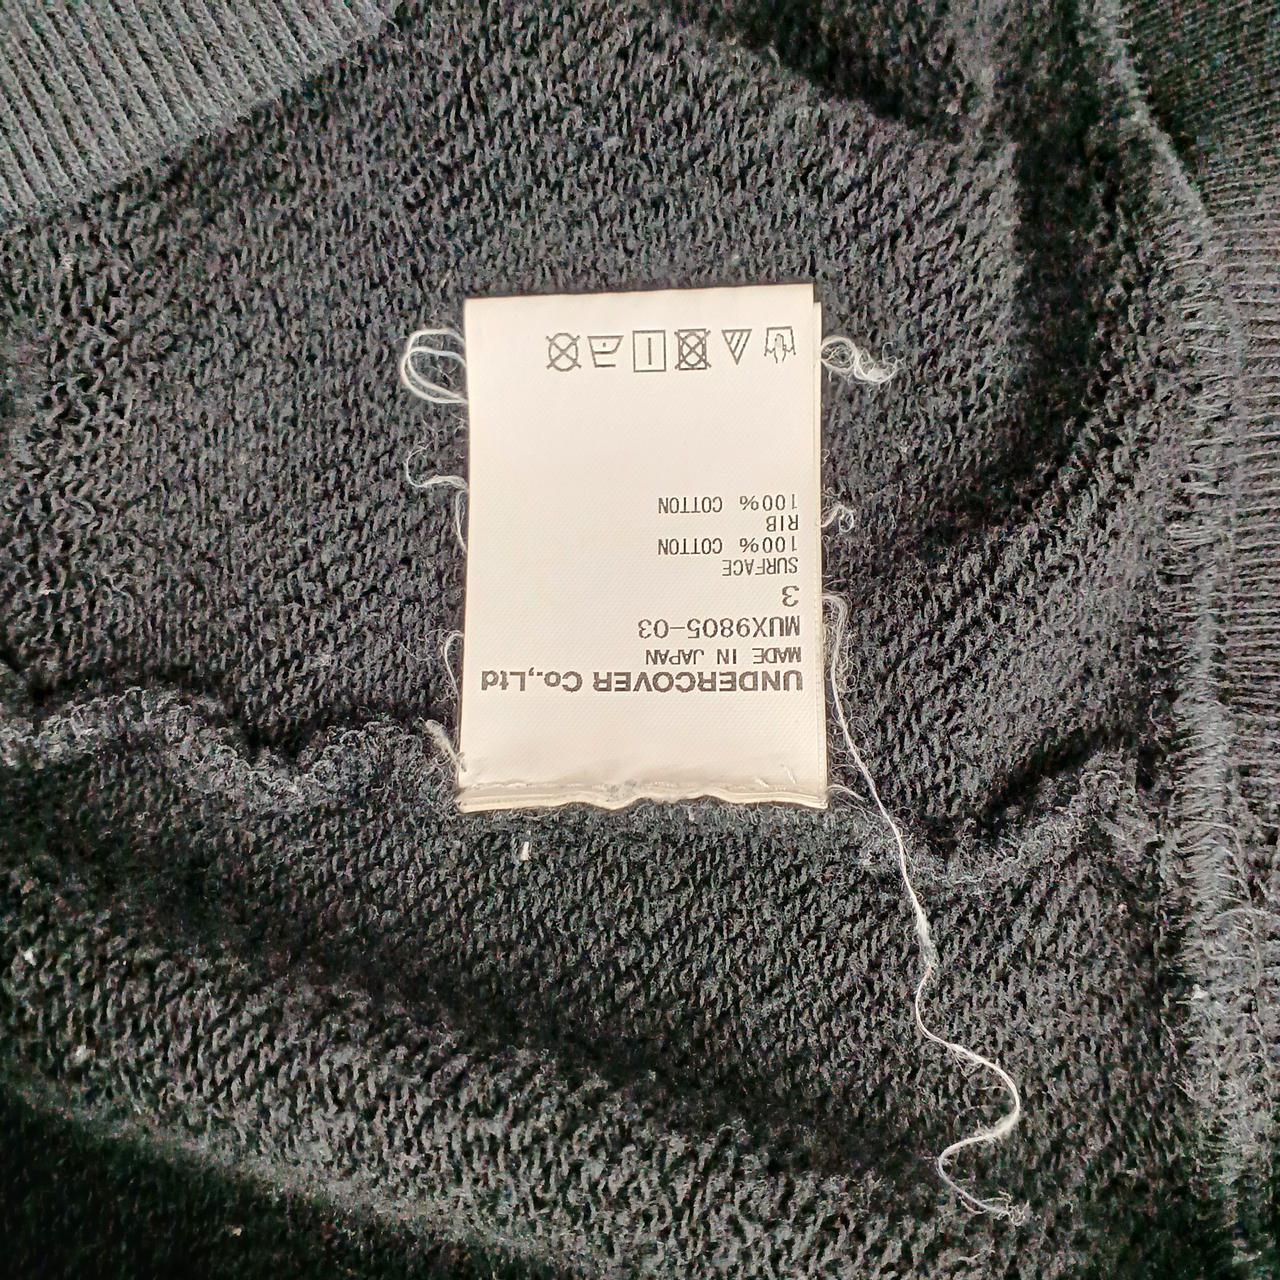 UNDERCOVER Co.,Ltd
MADE IN JAPAN
MUX9805-03
3
SURFACE
100% COTTON
RIB
100% COTTON